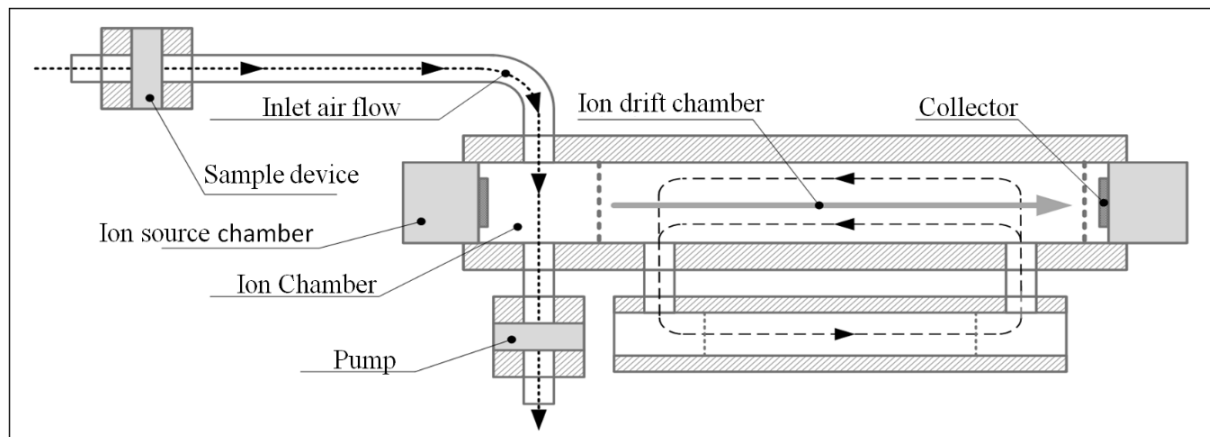 Inlet air flow
Ion drift chamber
Collector
Sample device
Ion source chamber
Ion Chamber
Pump